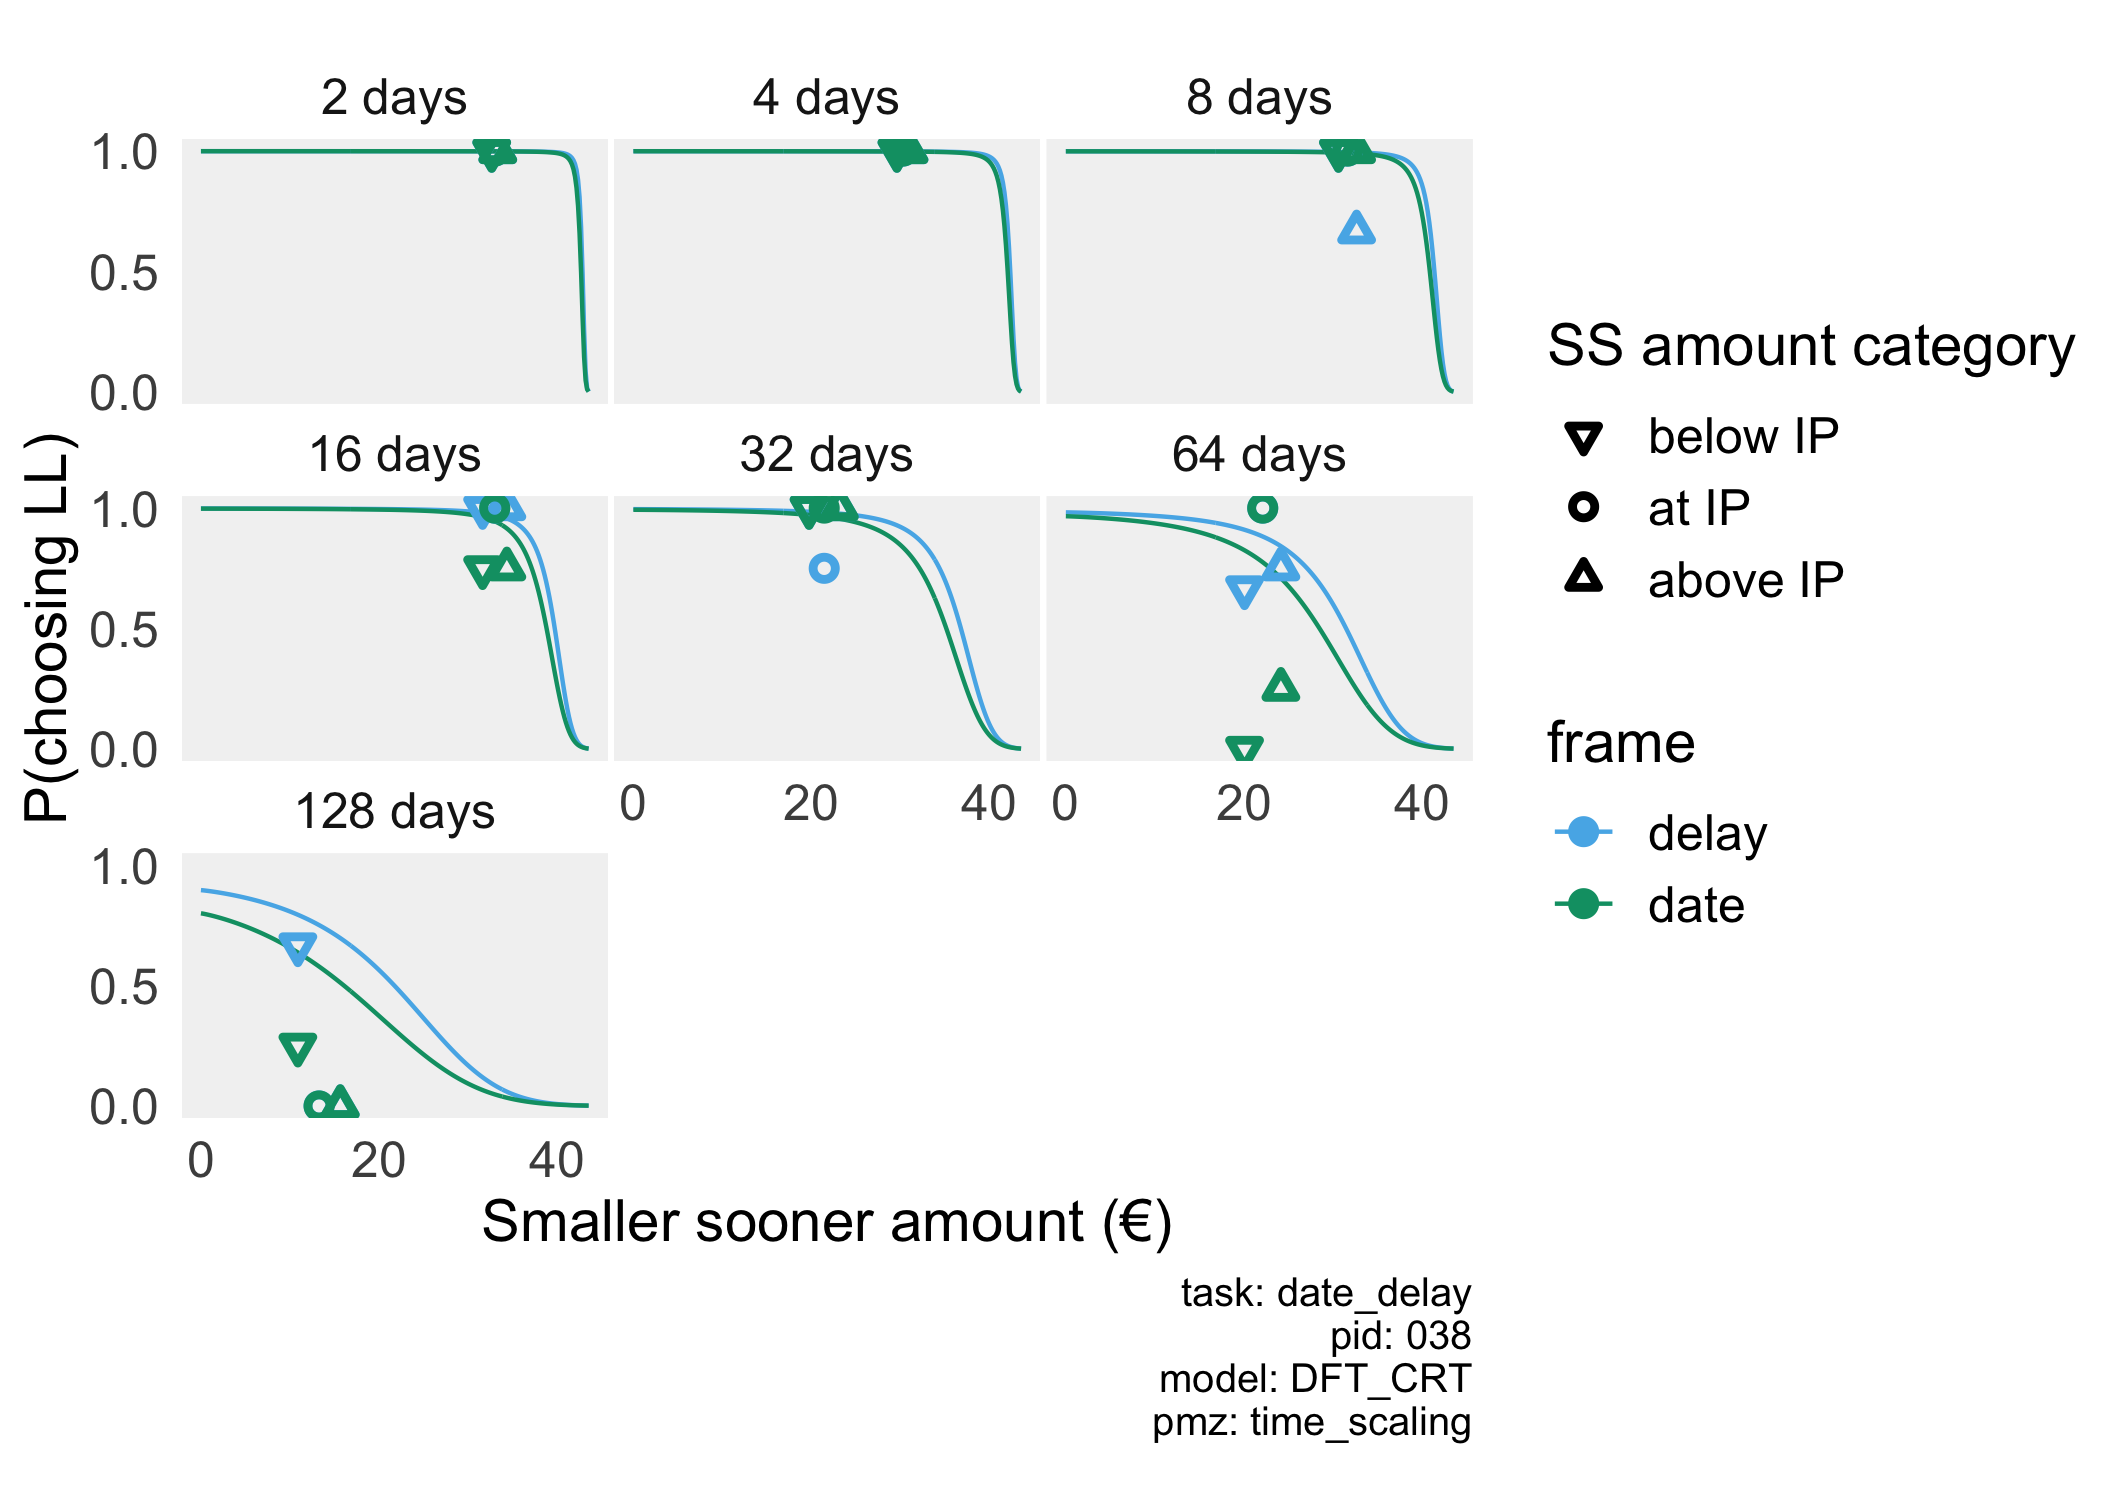 2 days
4 days
8 days
1.0
0.5
0.0
16 days
32 days
64 days
1.0
0.5
0.0
0
20
40
0
20
40
128 days
1.0
0.5
0.0
0
20
40
P(choosing LL)
Smaller sooner amount (€)
SS amount category
below IP
at IP
above IP
frame
delay
date
task: date_delay
pid: 038
model: DFT_CRT
pmz: time_scaling